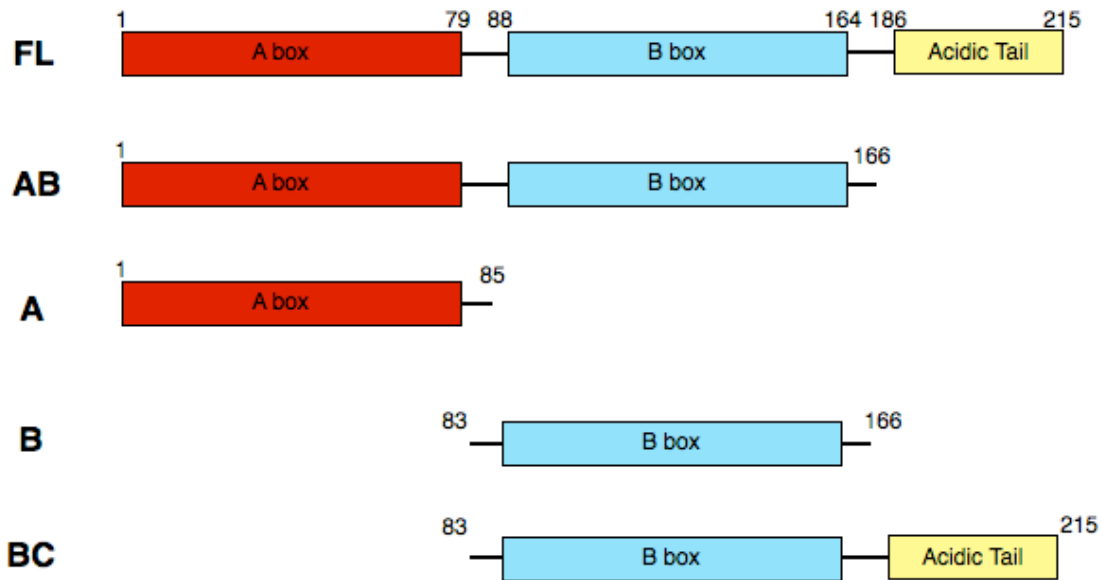 1 79 88 164 186 215
FL A box B box Acidic Tail
1 166
AB A box B box
1 85
A A box
83 166
B B box
83 215
BC B box Acidic Tail